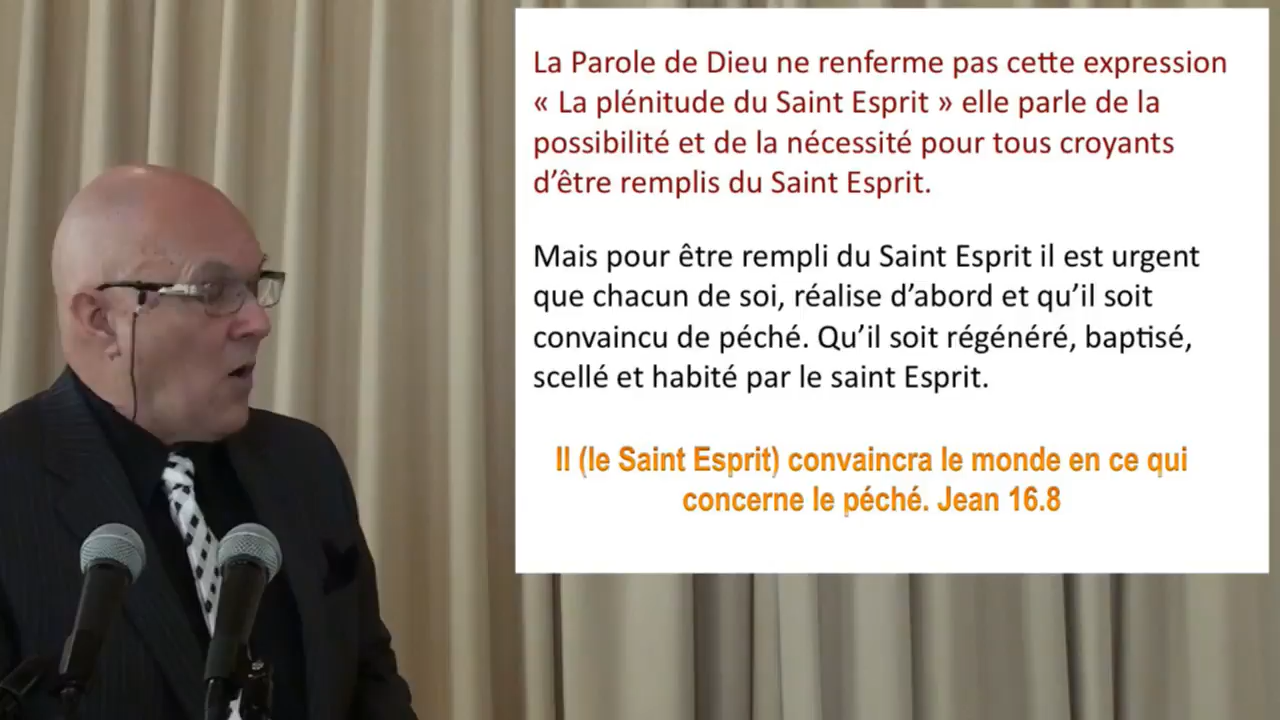 La Parole de Dieu ne renferme pas cette expression
« La plénitude du Saint Esprit » elle parle de la
possibilité et de la nécessité pour tous croyants
d’être remplis du Saint Esprit.
Mais pour être rempli du Saint Esprit il est urgent
que chacun de soi, réalise d’abord et qu’il soit
convaincu de péché. Qu’il soit régénéré, baptisé,
scellé et habité par le saint Esprit.
Il (le Saint Esprit) convaincra le monde en ce qui
concerne le péché. Jean 16.8